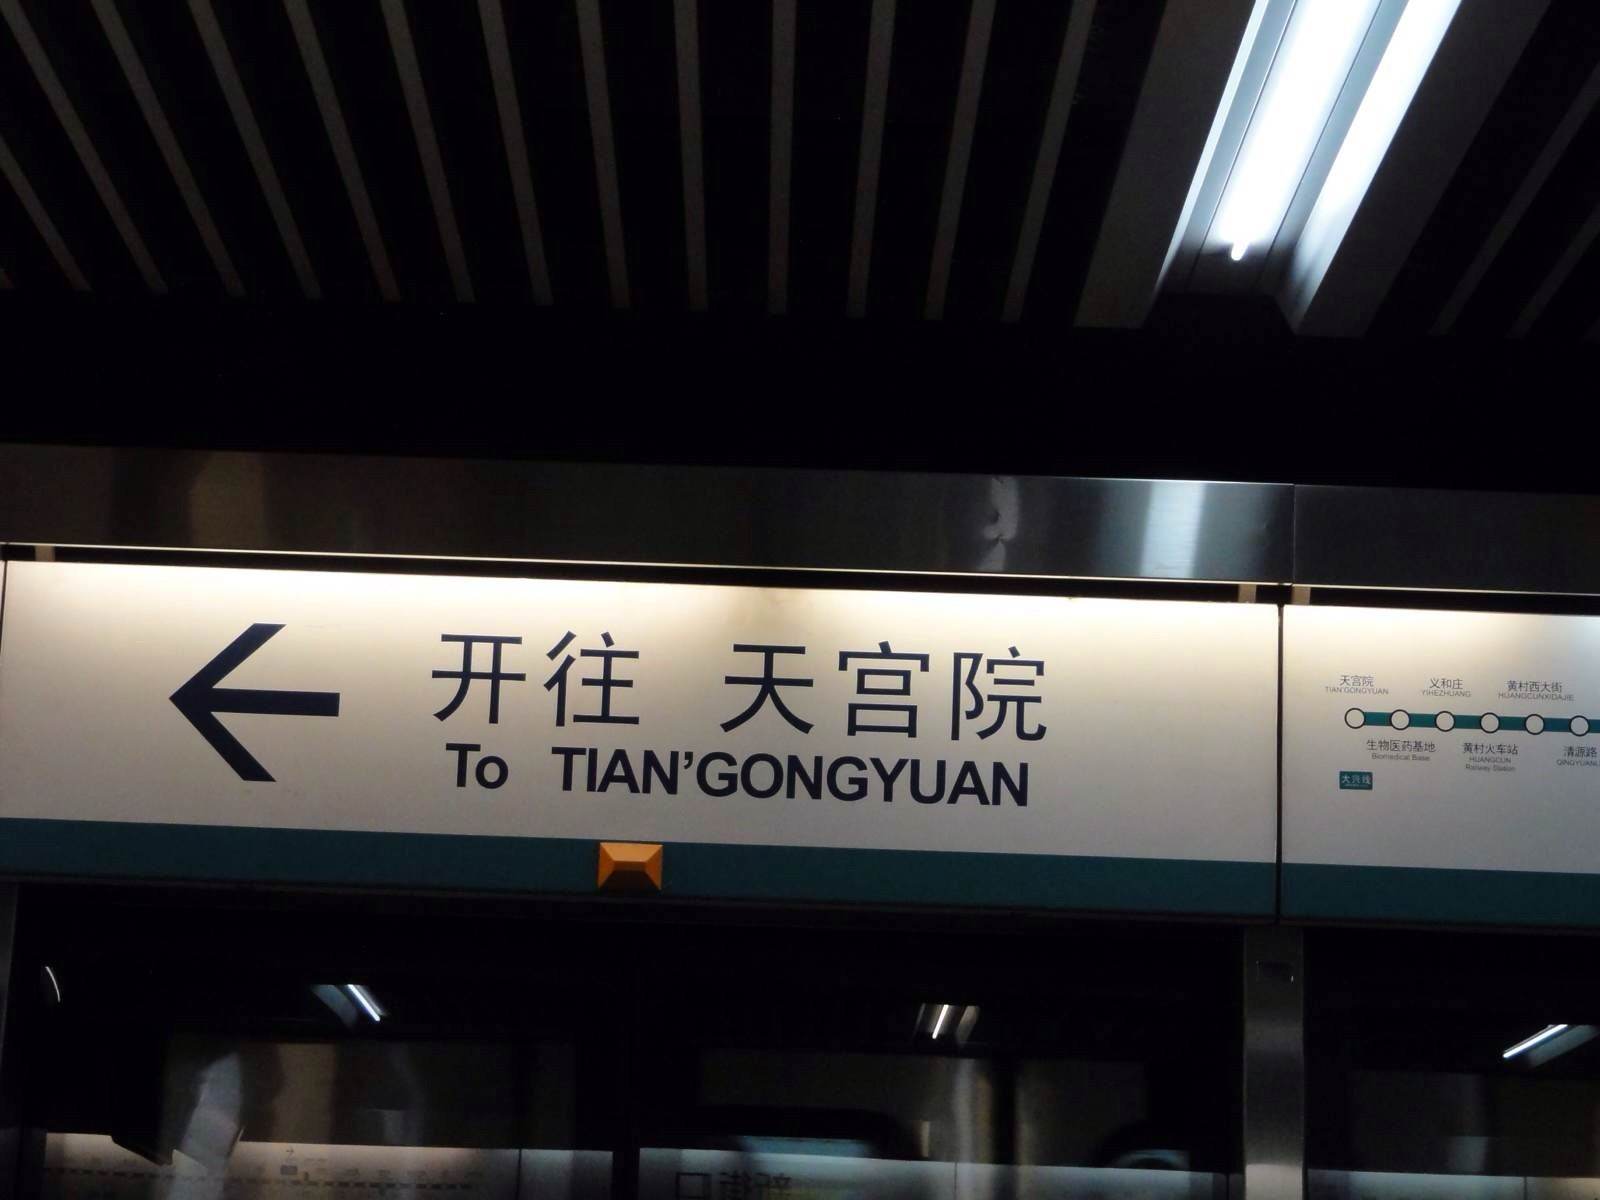 开往 天宫院
To TIAN'GONGYUAN
天宫院
TIAN'GONGYUAN
义和庄
YIHEZHUANG
黄村西大街
HUANGCUNXIDAJIE
生物医药基地
Biomedical Base
黄村火车站
HUANGCUN
Railway Station
清源路
QINGYUANL
大兴线